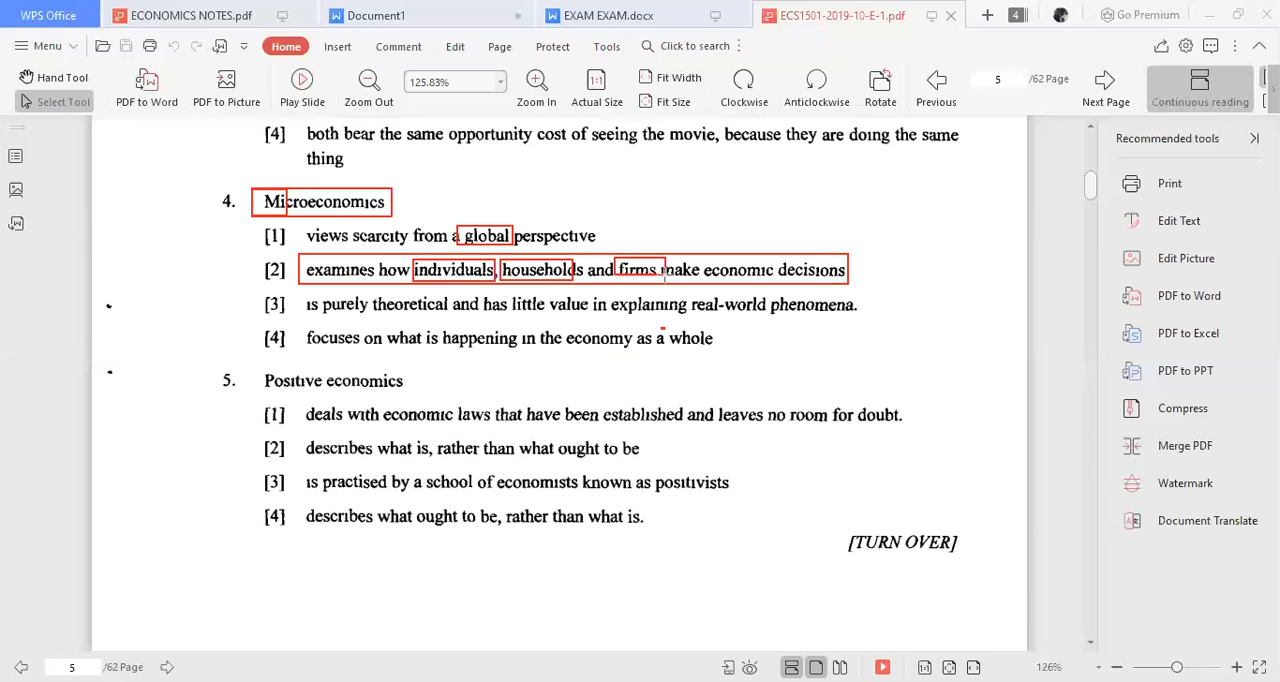 WPS Office ECONOMICS NOTES.pdf Document1 EXAM EXAM.docx ECS1501-2019-10-E-1.pdf 4 Go Premium
Menu Home Insert Comment Edit Page Protect Tools Click to search
Hand Tool
Select Tool
PDF to Word PDF to Picture Play Slide Zoom Out 125.83% Zoom In Actual Size Fit Width Fit Size Clockwise Anticlockwise Rotate Previous 5 /62 Page Next Page Continuous reading
[4] both bear the same opportunity cost of seeing the movie, because they are doing the same
thing
4. Microeconomics
[1] views scarcity from a global perspective
[2] examines how individuals, households and firms make economic decisions
[3] is purely theoretical and has little value in explaining real-world phenomena.
[4] focuses on what is happening in the economy as a whole
5. Positive economics
[1] deals with economic laws that have been established and leaves no room for doubt.
[2] describes what is, rather than what ought to be
[3] is practised by a school of economists known as positivists
[4] describes what ought to be, rather than what is.
[TURN OVER]
Recommended tools
Print
Edit Text
Edit Picture
PDF to Word
PDF to Excel
PDF to PPT
Compress
Merge PDF
Watermark
Document Translate
5 /62 Page 126%